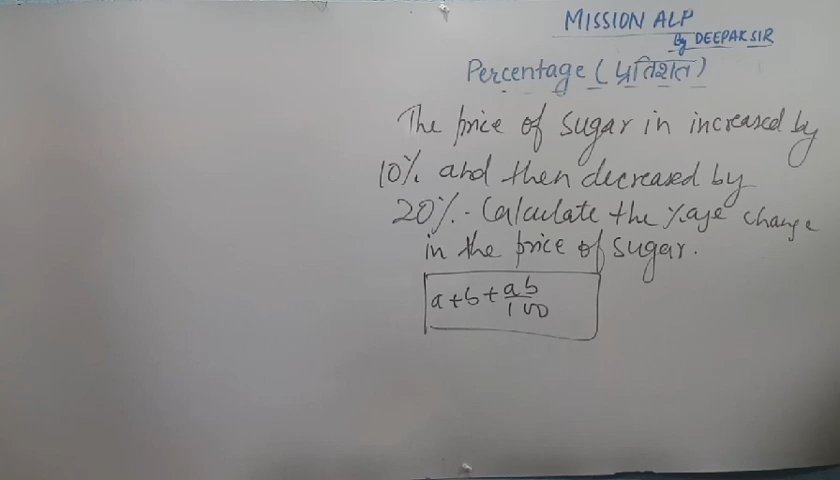 MISSION ALP
By DEEPAK SIR
Percentage (प्रतिशत)
The price of sugar in increased by
10% and then decreased by
20%. Calculate the %age change
in the price of sugar.
a+b+ab/100